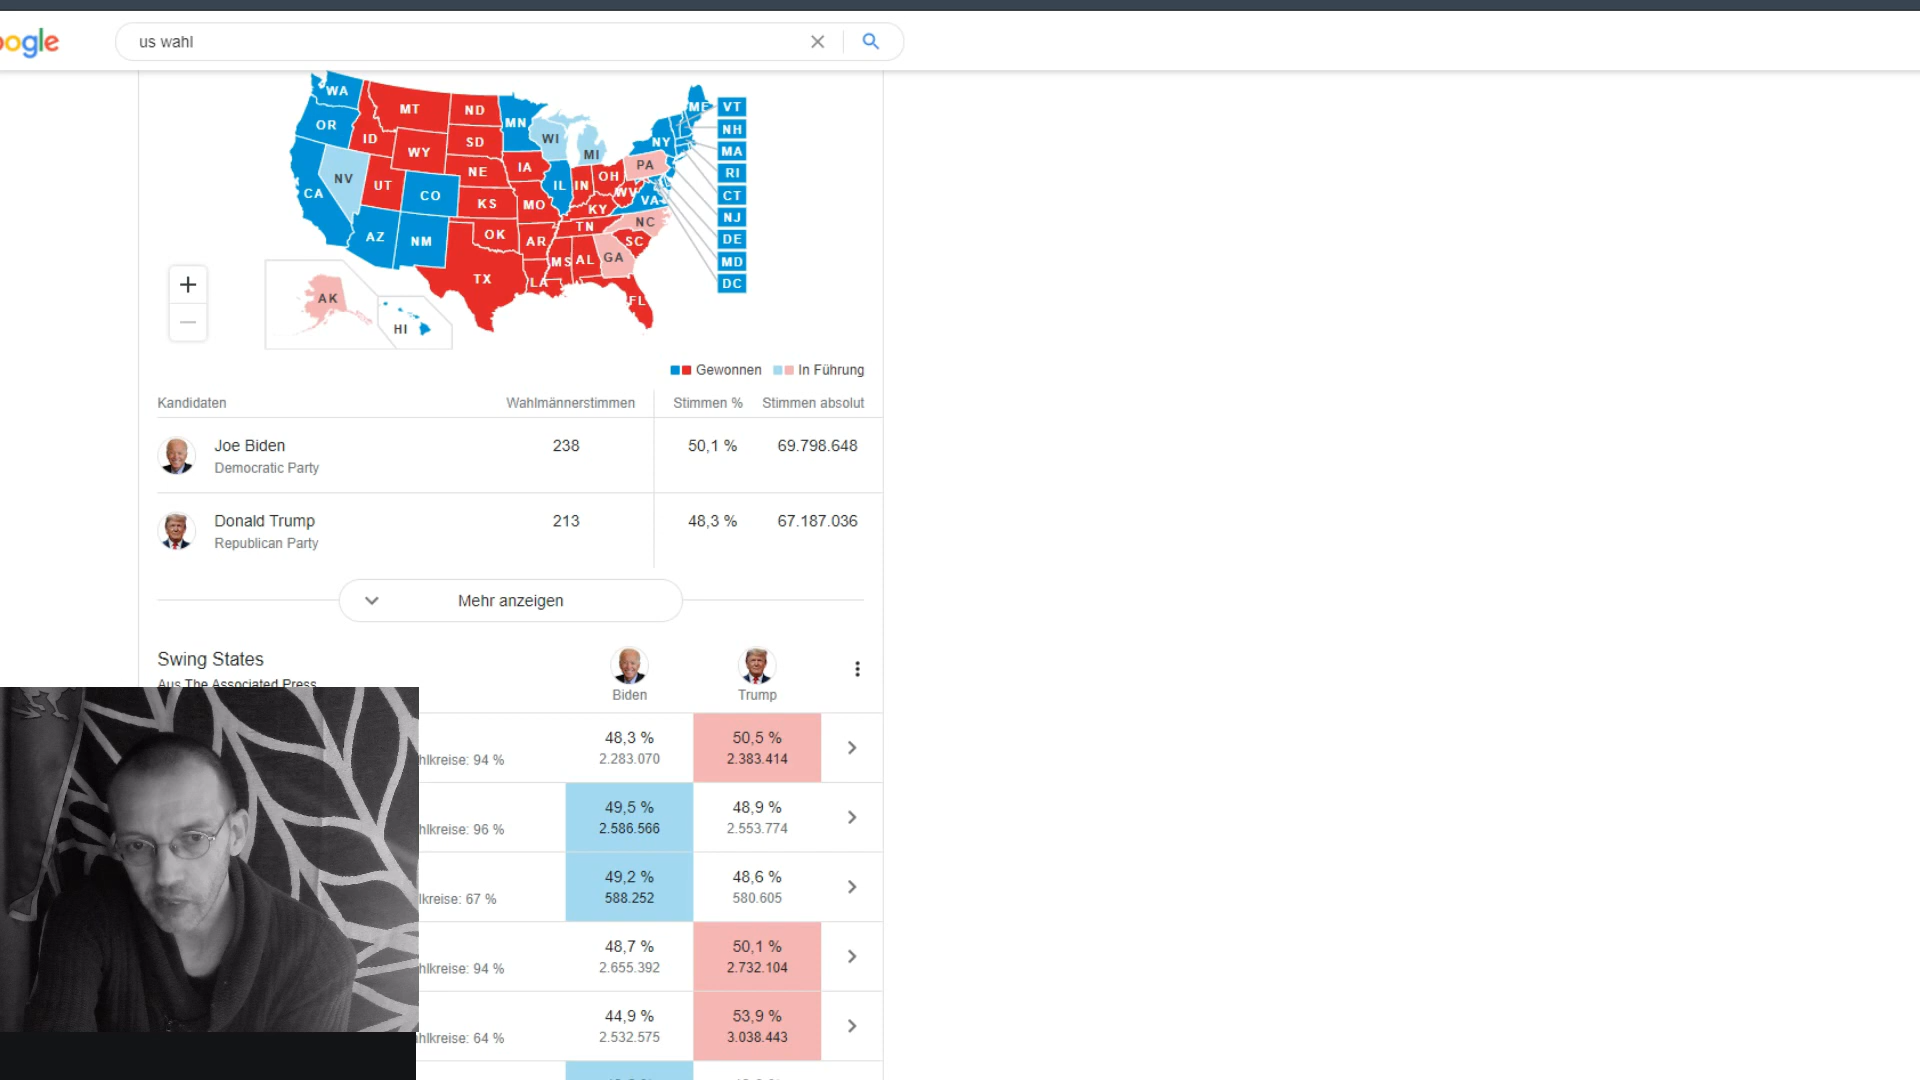 oogle
us wahl
WA
OR
CA
NV
ID
MT
WY
UT
AZ
CO
NM
ND
SD
NE
KS
OK
TX
MN
IA
MO
AR
LA
WI
IL
MI
IN
OH
KY
TN
MS
AL
GA
FL
SC
NC
VA
WV
PA
NY
ME
VT
NH
MA
RI
CT
NJ
DE
MD
DC
AK
HI
+
−
Gewonnen In Führung
Kandidaten Wahlmännerstimmen Stimmen % Stimmen absolut
Joe Biden 238 50,1 % 69.798.648
Democratic Party
Donald Trump 213 48,3 % 67.187.036
Republican Party
Mehr anzeigen
Swing States
Aus The Associated Press
Biden Trump
48,3 % 50,5 %
hlkreise: 94 % 2.283.070 2.383.414
49,5 % 48,9 %
hlkreise: 96 % 2.586.566 2.553.774
49,2 % 48,6 %
lkreise: 67 % 588.252 580.605
48,7 % 50,1 %
hlkreise: 94 % 2.655.392 2.732.104
44,9 % 53,9 %
hlkreise: 64 % 2.532.575 3.038.443